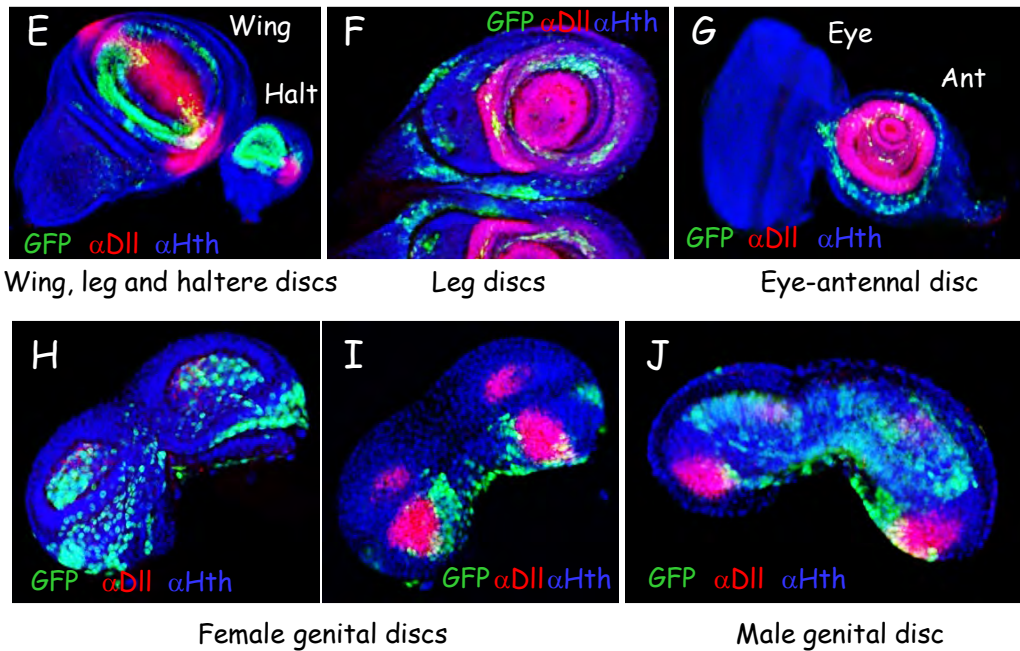 E
Wing
Halt
GFP αDll αHth
F
GFP αDll αHth
G
Eye
Ant
GFP αDll αHth
Wing, leg and haltere discs
Leg discs
Eye-antennal disc
H
GFP αDll αHth
I
GFP αDll αHth
J
GFP αDll αHth
Female genital discs
Male genital disc